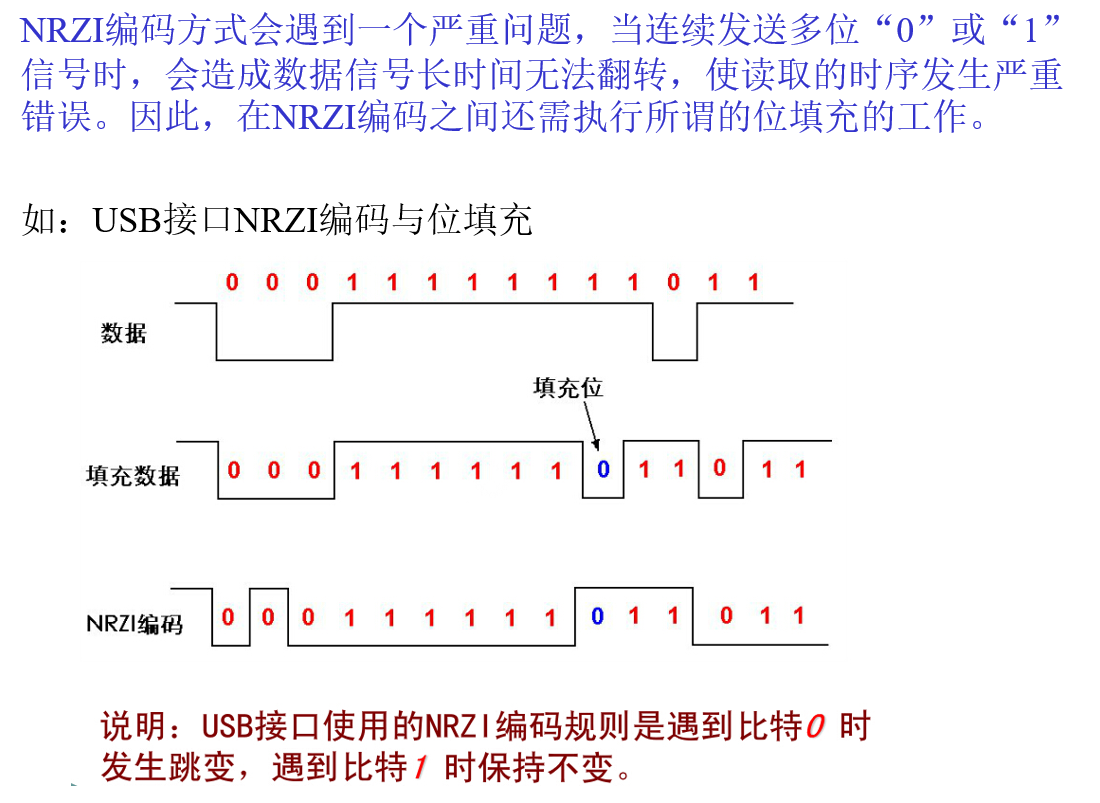 NRZI编码方式会遇到一个严重问题，当连续发送多位“0”或“1”
信号时，会造成数据信号长时间无法翻转，使读取的时序发生严重
错误。因此，在NRZI编码之间还需执行所谓的位填充的工作。
如：USB接口NRZI编码与位填充
0 0 0 1 1 1 1 1 1 1 1 0 1 1
数据
填充位
填充数据 0 0 0 1 1 1 1 1 1 0 1 1 0 1 1
NRZI编码 0 0 0 1 1 1 1 1 1 0 1 1 0 1 1
说明：USB接口使用的NRZI编码规则是遇到比特0 时
发生跳变，遇到比特1 时保持不变。